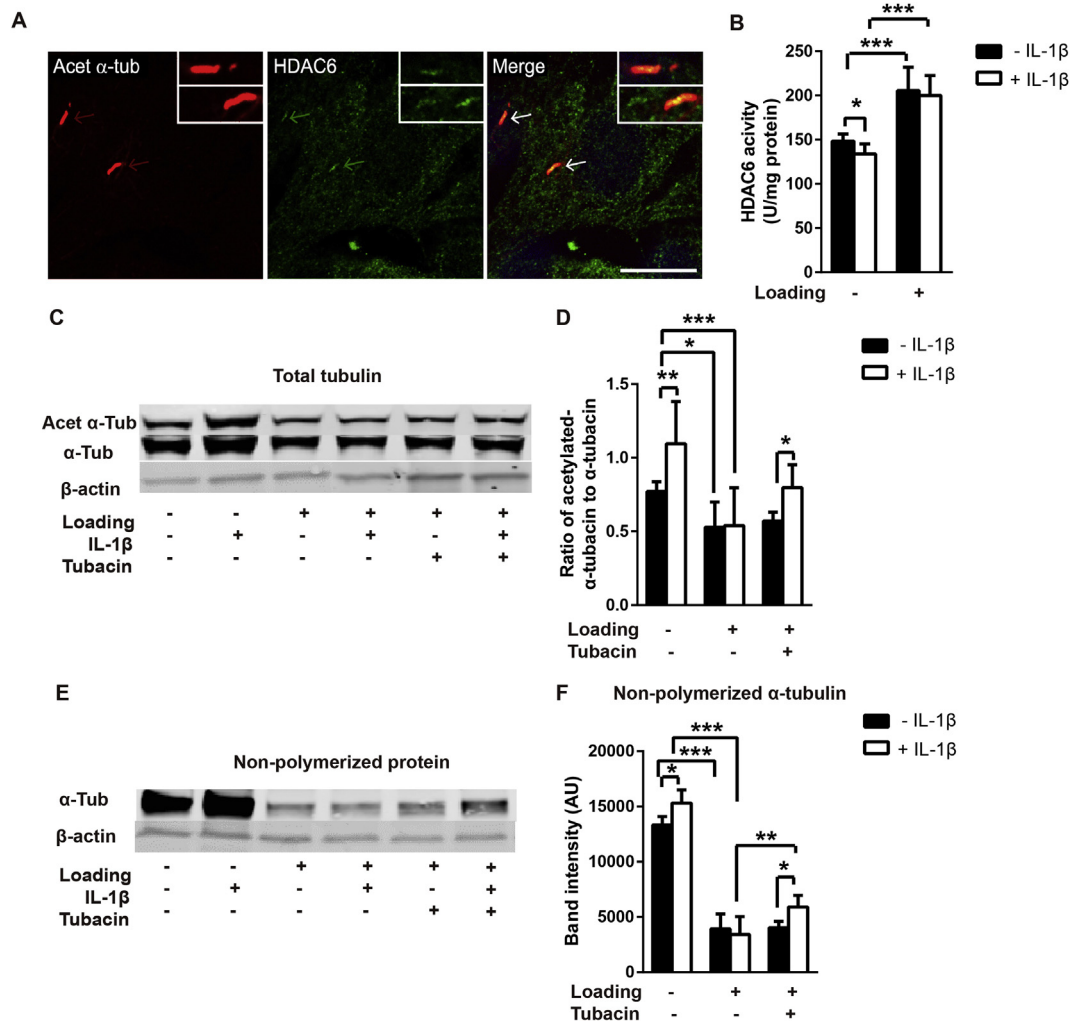 A
Acet α-tub
HDAC6
Merge
B
***
***
*
- IL-1β
+ IL-1β
250
200
150
100
50
0
HDAC6 acivity
(U/mg protein)
Loading - +
C
Total tubulin
Acet α-Tub
α-Tub
β-actin
Loading - - + + + +
IL-1β - + - + - +
Tubacin - - - - + +
D
***
*
**
*
- IL-1β
+ IL-1β
1.5
1.0
0.5
0.0
Ratio of acetylated-
α-tubacin to α-tubacin
Loading - + +
Tubacin - - +
E
Non-polymerized protein
α-Tub
β-actin
Loading - - + + + +
IL-1β - + - + - +
Tubacin - - - - + +
F Non-polymerized α-tubulin
***
***
*
**
*
- IL-1β
+ IL-1β
20000
15000
10000
5000
0
Band intensity (AU)
Loading - + +
Tubacin - - +